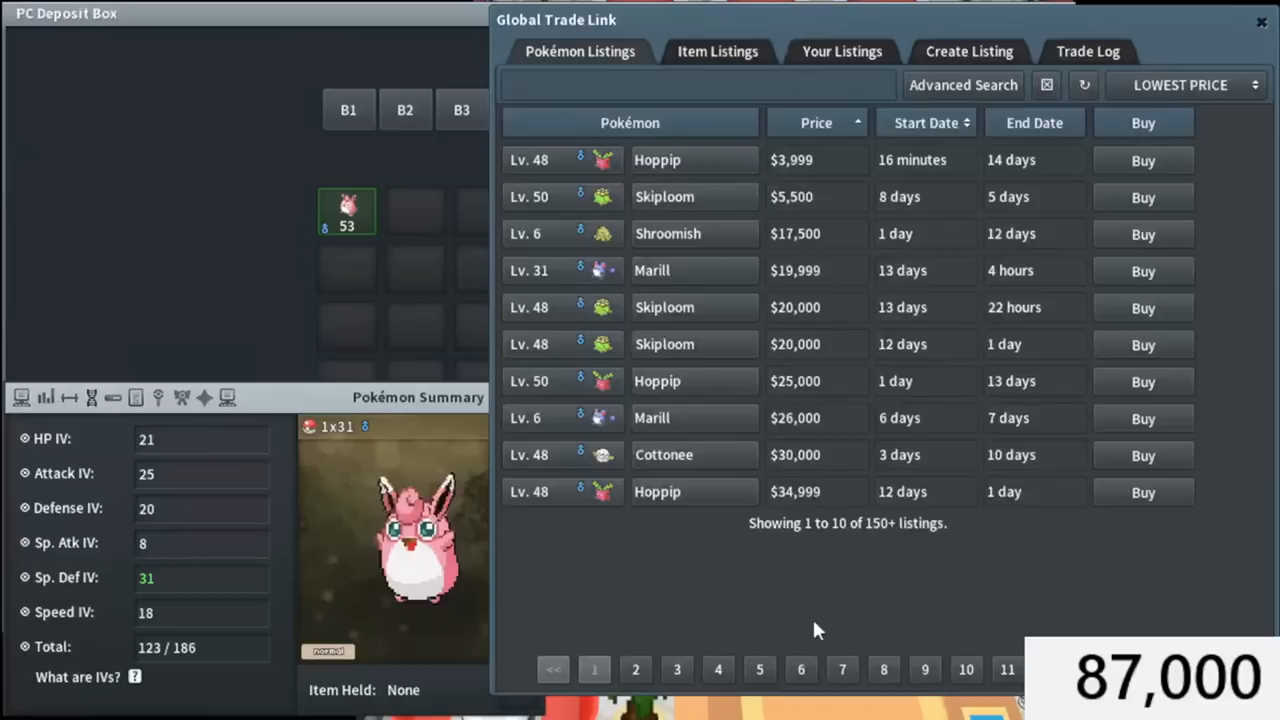 PC Deposit Box
B1 B2 B3
53
Pokémon Summary
HP IV: 21
Attack IV: 25
Defense IV: 20
Sp. Atk IV: 8
Sp. Def IV: 31
Speed IV: 18
Total: 123 / 186
What are IVs? ?
1x31
normal
Item Held: None
Global Trade Link
Pokémon Listings Item Listings Your Listings Create Listing Trade Log
Advanced Search LOWEST PRICE
Pokémon Price Start Date End Date Buy
Lv. 48 Hoppip $3,999 16 minutes 14 days Buy
Lv. 50 Skiploom $5,500 8 days 5 days Buy
Lv. 6 Shroomish $17,500 1 day 12 days Buy
Lv. 31 Marill $19,999 13 days 4 hours Buy
Lv. 48 Skiploom $20,000 13 days 22 hours Buy
Lv. 48 Skiploom $20,000 12 days 1 day Buy
Lv. 50 Hoppip $25,000 1 day 13 days Buy
Lv. 6 Marill $26,000 6 days 7 days Buy
Lv. 48 Cottonee $30,000 3 days 10 days Buy
Lv. 48 Hoppip $34,999 12 days 1 day Buy
Showing 1 to 10 of 150+ listings.
<< 1 2 3 4 5 6 7 8 9 10 11
87,000